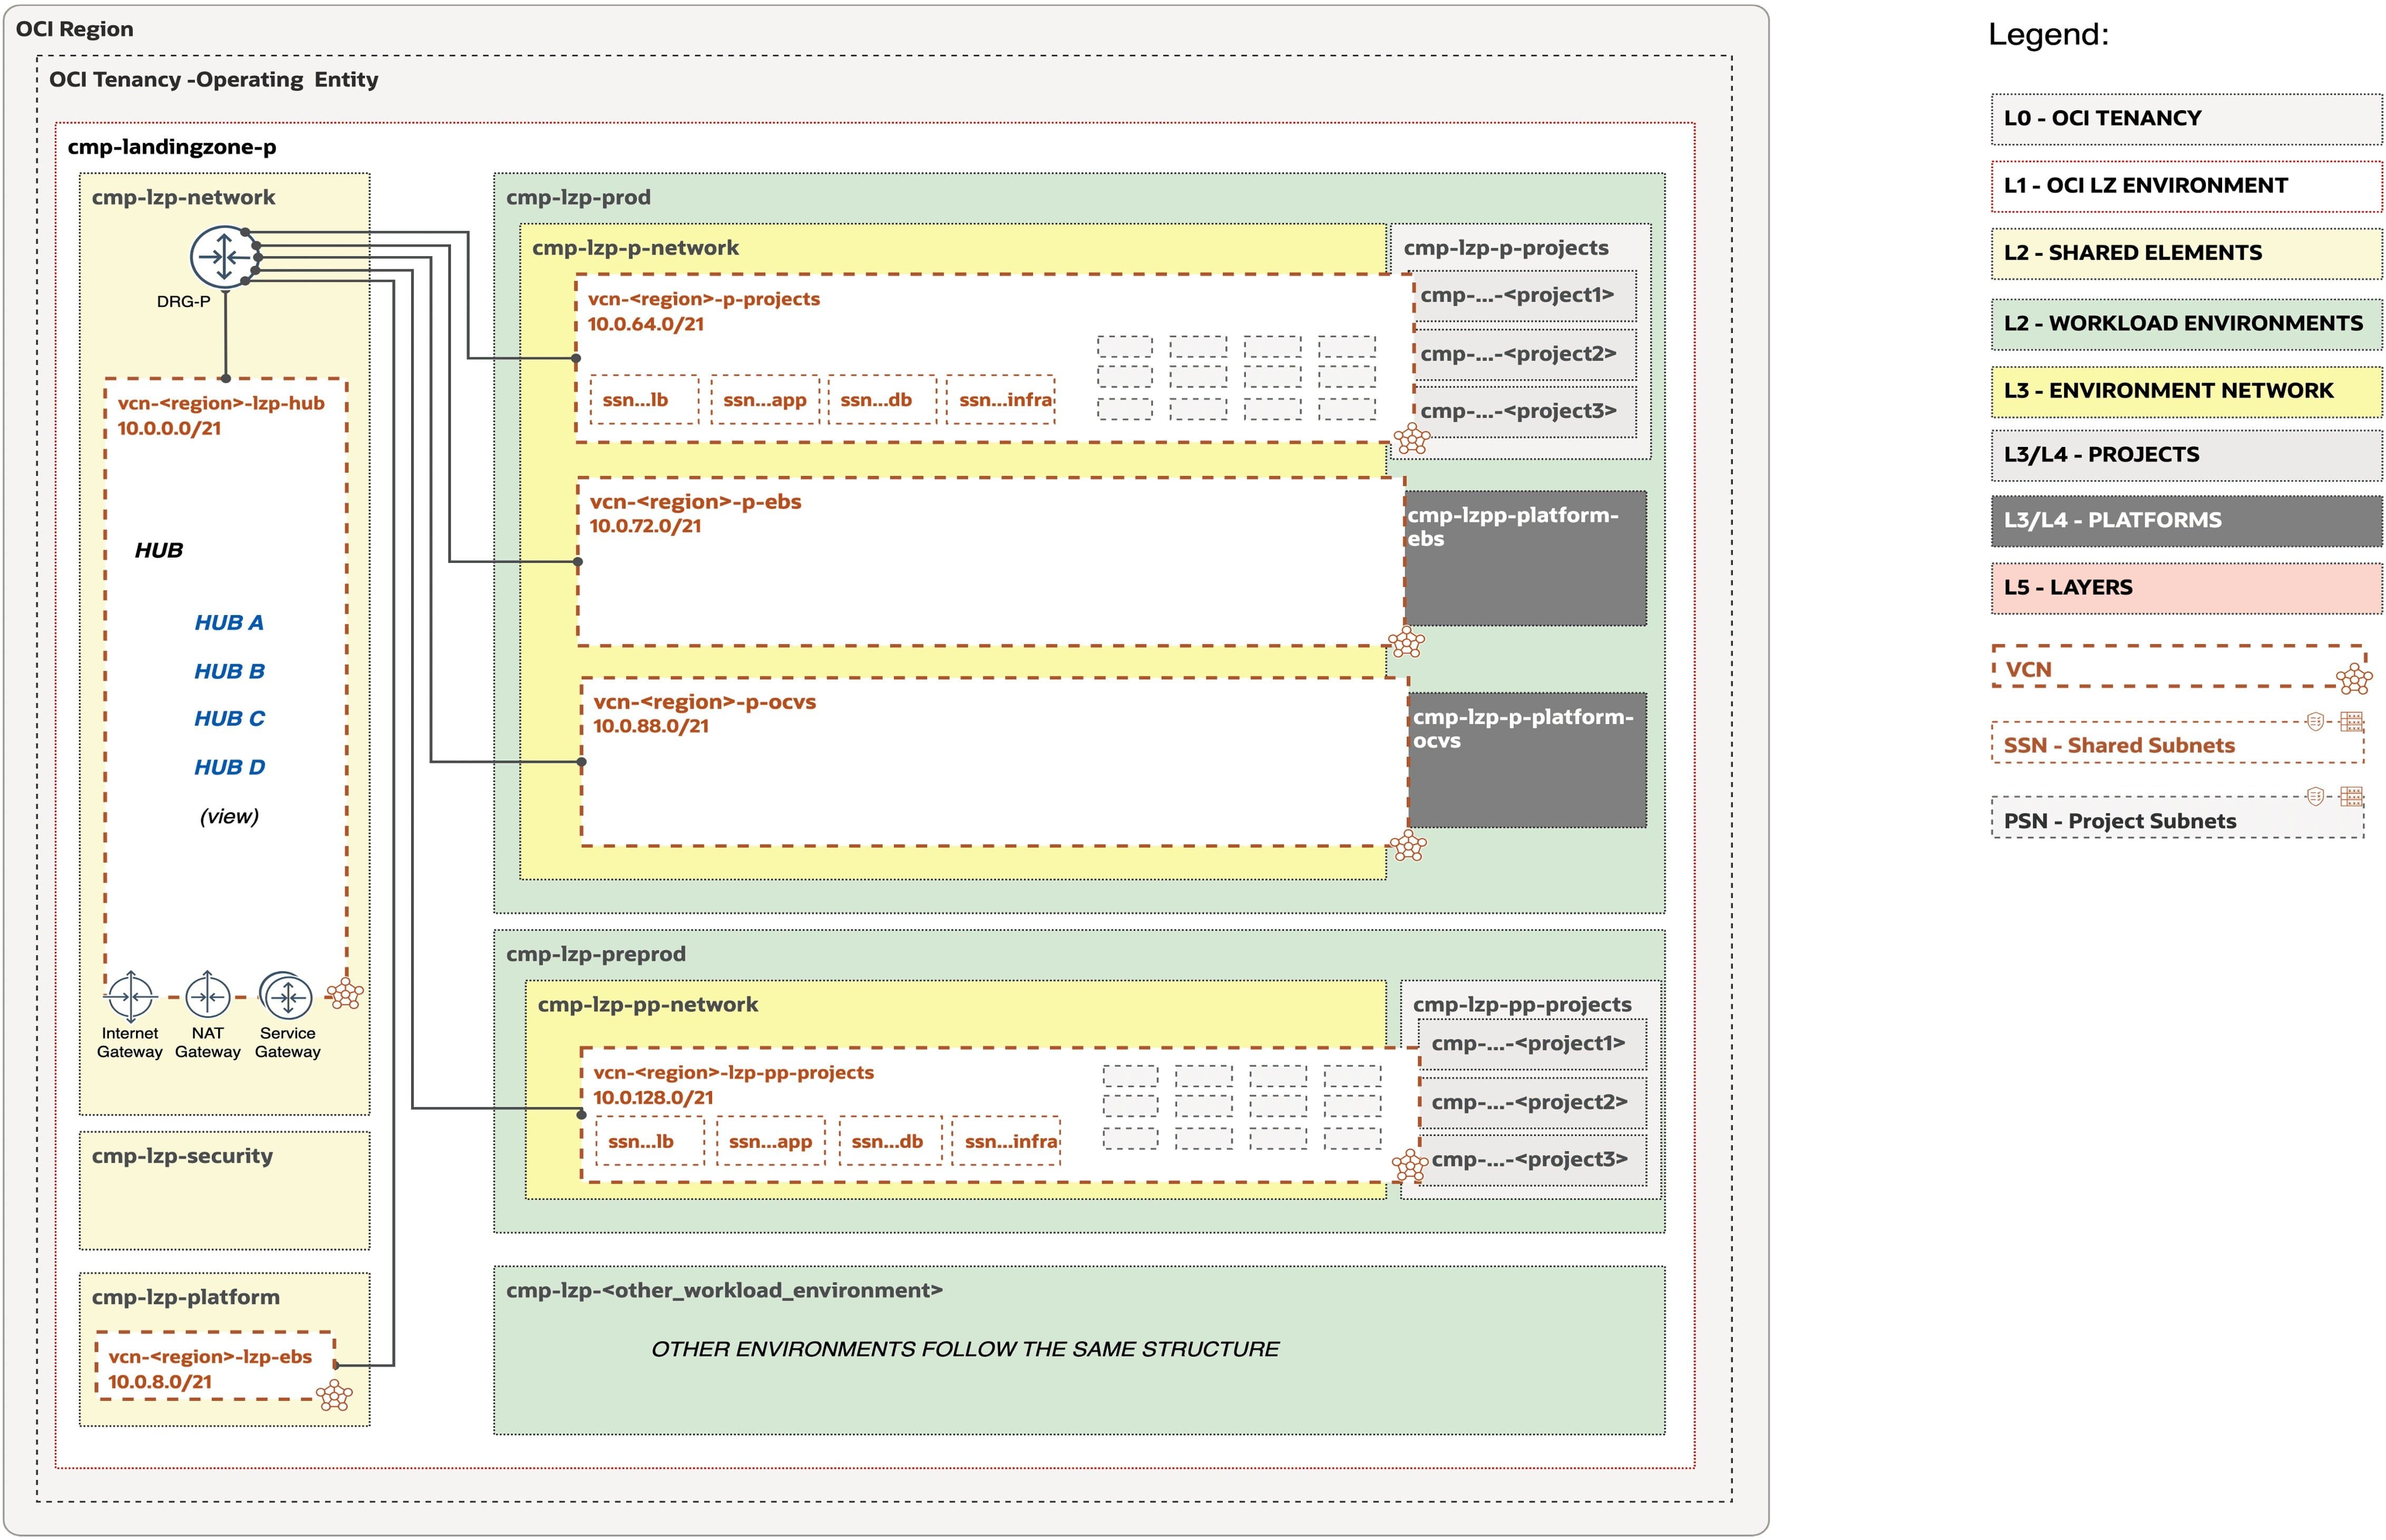 OCI Region
OCI Tenancy -Operating Entity
cmp-landingzone-p
cmp-lzp-network
DRG-P
vcn-<region>-lzp-hub
10.0.0.0/21
HUB
HUB A
HUB B
HUB C
HUB D
(view)
Internet
Gateway
NAT
Gateway
Service
Gateway
cmp-lzp-security
cmp-lzp-platform
vcn-<region>-lzp-ebs
10.0.8.0/21
cmp-lzp-prod
cmp-lzp-p-network
vcn-<region>-p-projects
10.0.64.0/21
ssn...lb
ssn...app
ssn...db
ssn...infra
cmp-lzp-p-projects
cmp-...-<project1>
cmp-...-<project2>
cmp-...-<project3>
vcn-<region>-p-ebs
10.0.72.0/21
cmp-lzpp-platform-
ebs
vcn-<region>-p-ocvs
10.0.88.0/21
cmp-lzp-p-platform-
ocvs
cmp-lzp-preprod
cmp-lzp-pp-network
vcn-<region>-lzp-pp-projects
10.0.128.0/21
ssn...lb
ssn...app
ssn...db
ssn...infra
cmp-lzp-pp-projects
cmp-...-<project1>
cmp-...-<project2>
cmp-...-<project3>
cmp-lzp-<other_workload_environment>
OTHER ENVIRONMENTS FOLLOW THE SAME STRUCTURE
Legend:
L0 - OCI TENANCY
L1 - OCI LZ ENVIRONMENT
L2 - SHARED ELEMENTS
L2 - WORKLOAD ENVIRONMENTS
L3 - ENVIRONMENT NETWORK
L3/L4 - PROJECTS
L3/L4 - PLATFORMS
L5 - LAYERS
VCN
SSN - Shared Subnets
PSN - Project Subnets